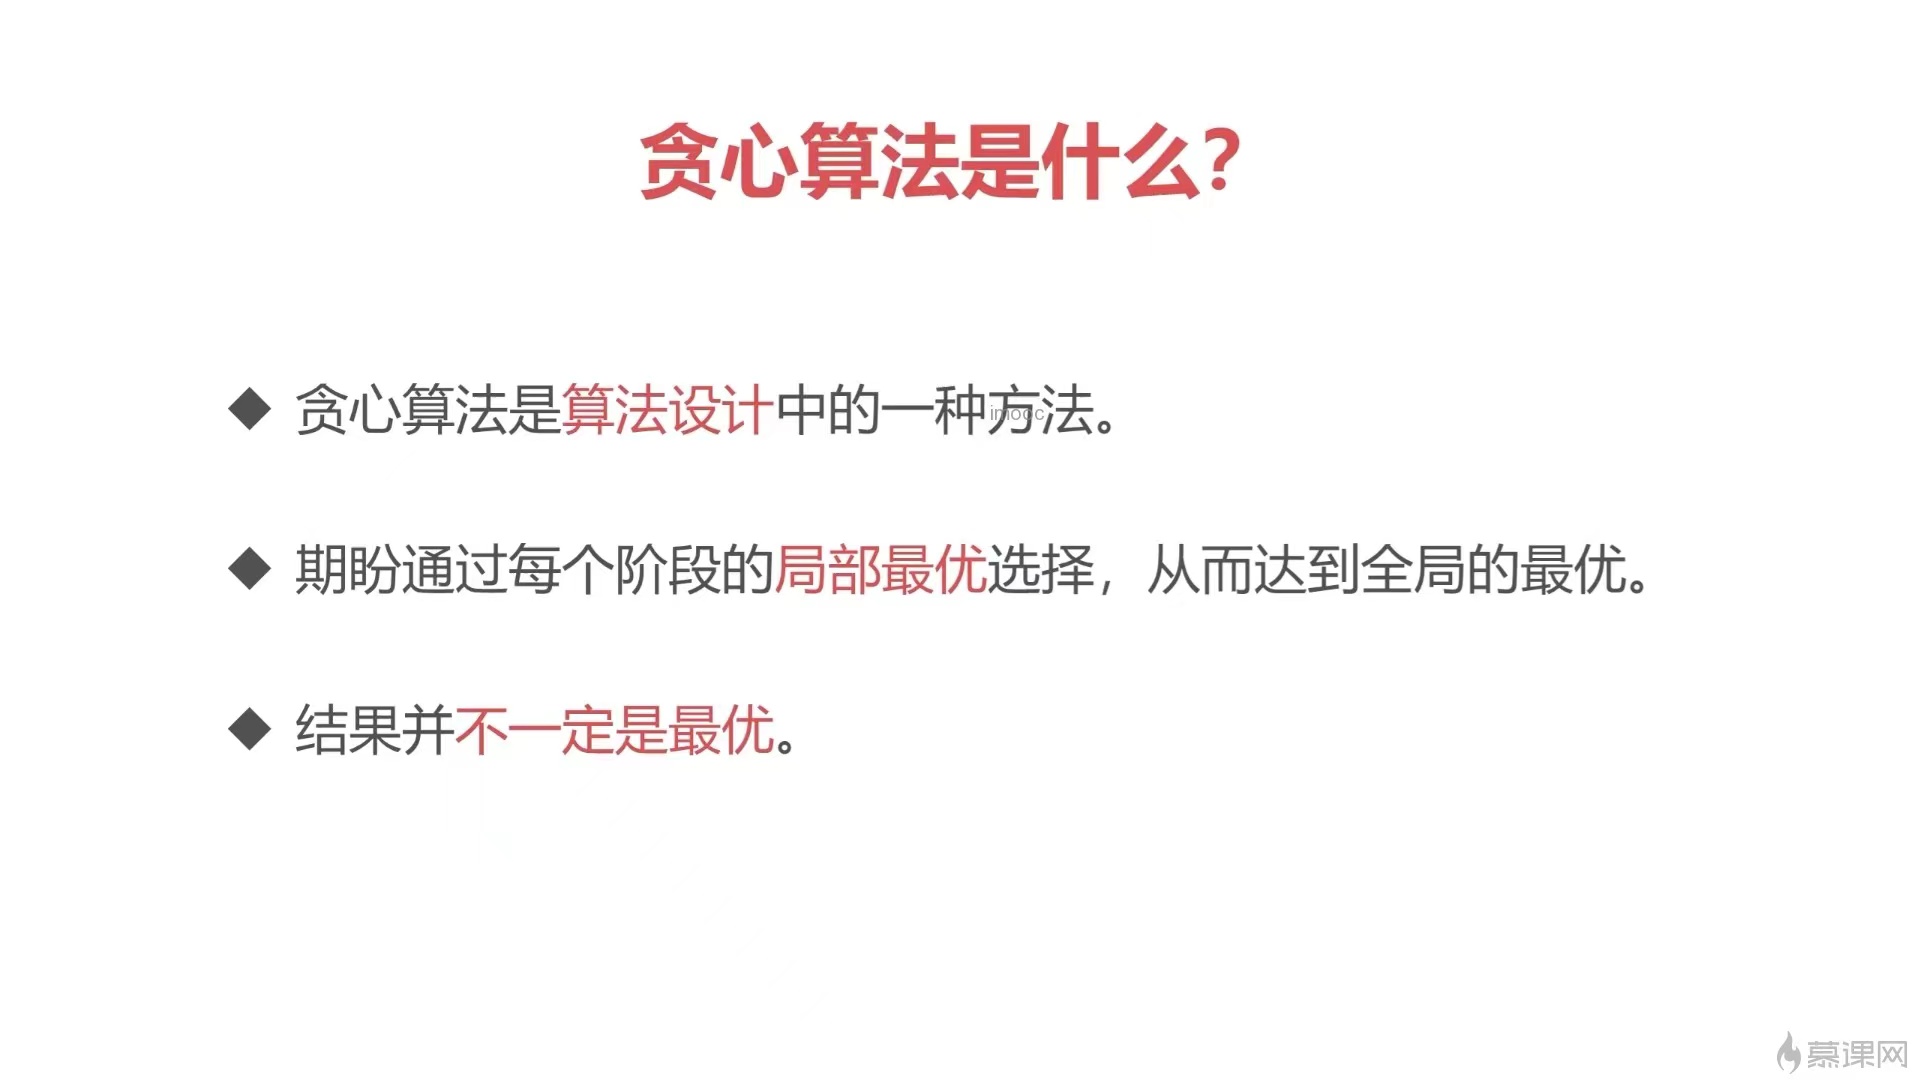 贪心算法是什么？
◆ 贪心算法是算法设计中的一种方法。
imooc
◆ 期盼通过每个阶段的局部最优选择，从而达到全局的最优。
◆ 结果并不一定是最优。
慕课网